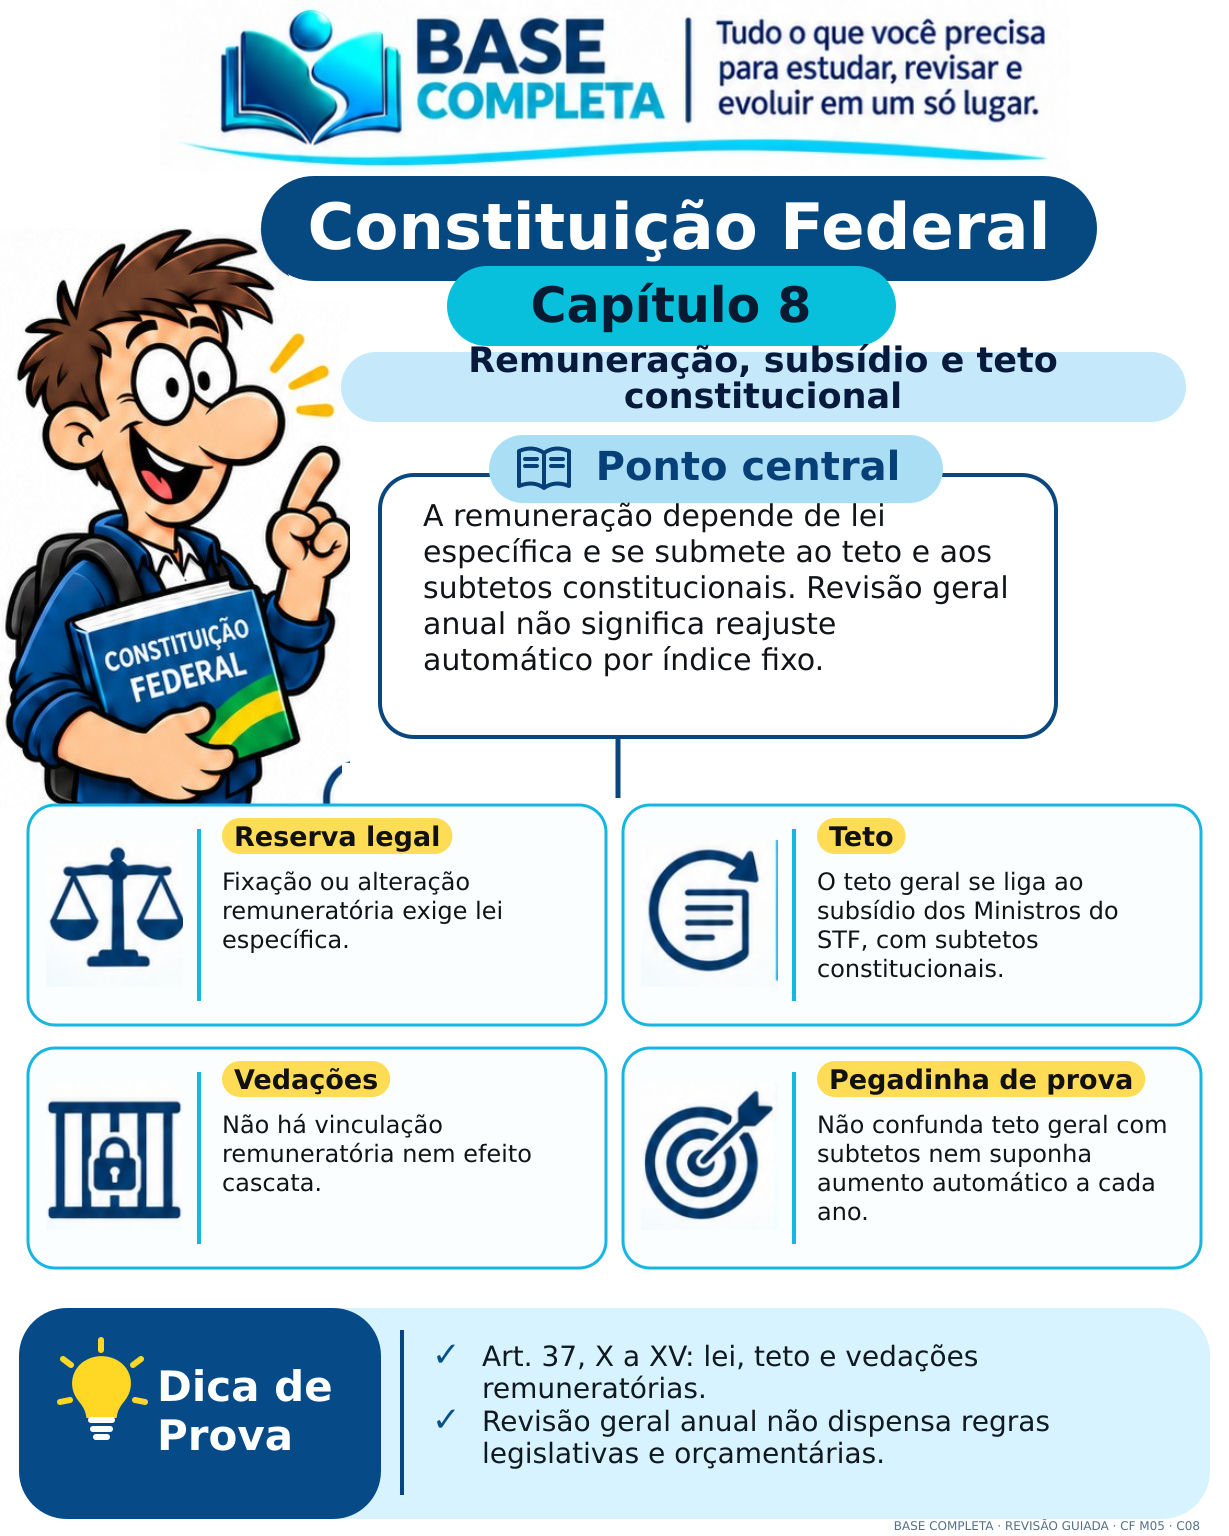 BASE
COMPLETA
Tudo o que você precisa
para estudar, revisar e
evoluir em um só lugar.
Constituição Federal
Capítulo 8
Remuneração, subsídio e teto
constitucional
Ponto central
A remuneração depende de lei
específica e se submete ao teto e aos
subtetos constitucionais. Revisão geral
anual não significa reajuste
automático por índice fixo.
CONSTITUIÇÃO
FEDERAL
Reserva legal
Fixação ou alteração
remuneratória exige lei
específica.
Teto
O teto geral se liga ao
subsídio dos Ministros do
STF, com subtetos
constitucionais.
Vedações
Não há vinculação
remuneratória nem efeito
cascata.
Pegadinha de prova
Não confunda teto geral com
subtetos nem suponha
aumento automático a cada
ano.
Dica de
Prova
✓ Art. 37, X a XV: lei, teto e vedações
remuneratórias.
✓ Revisão geral anual não dispensa regras
legislativas e orçamentárias.
BASE COMPLETA · REVISÃO GUIADA · CF M05 · C08